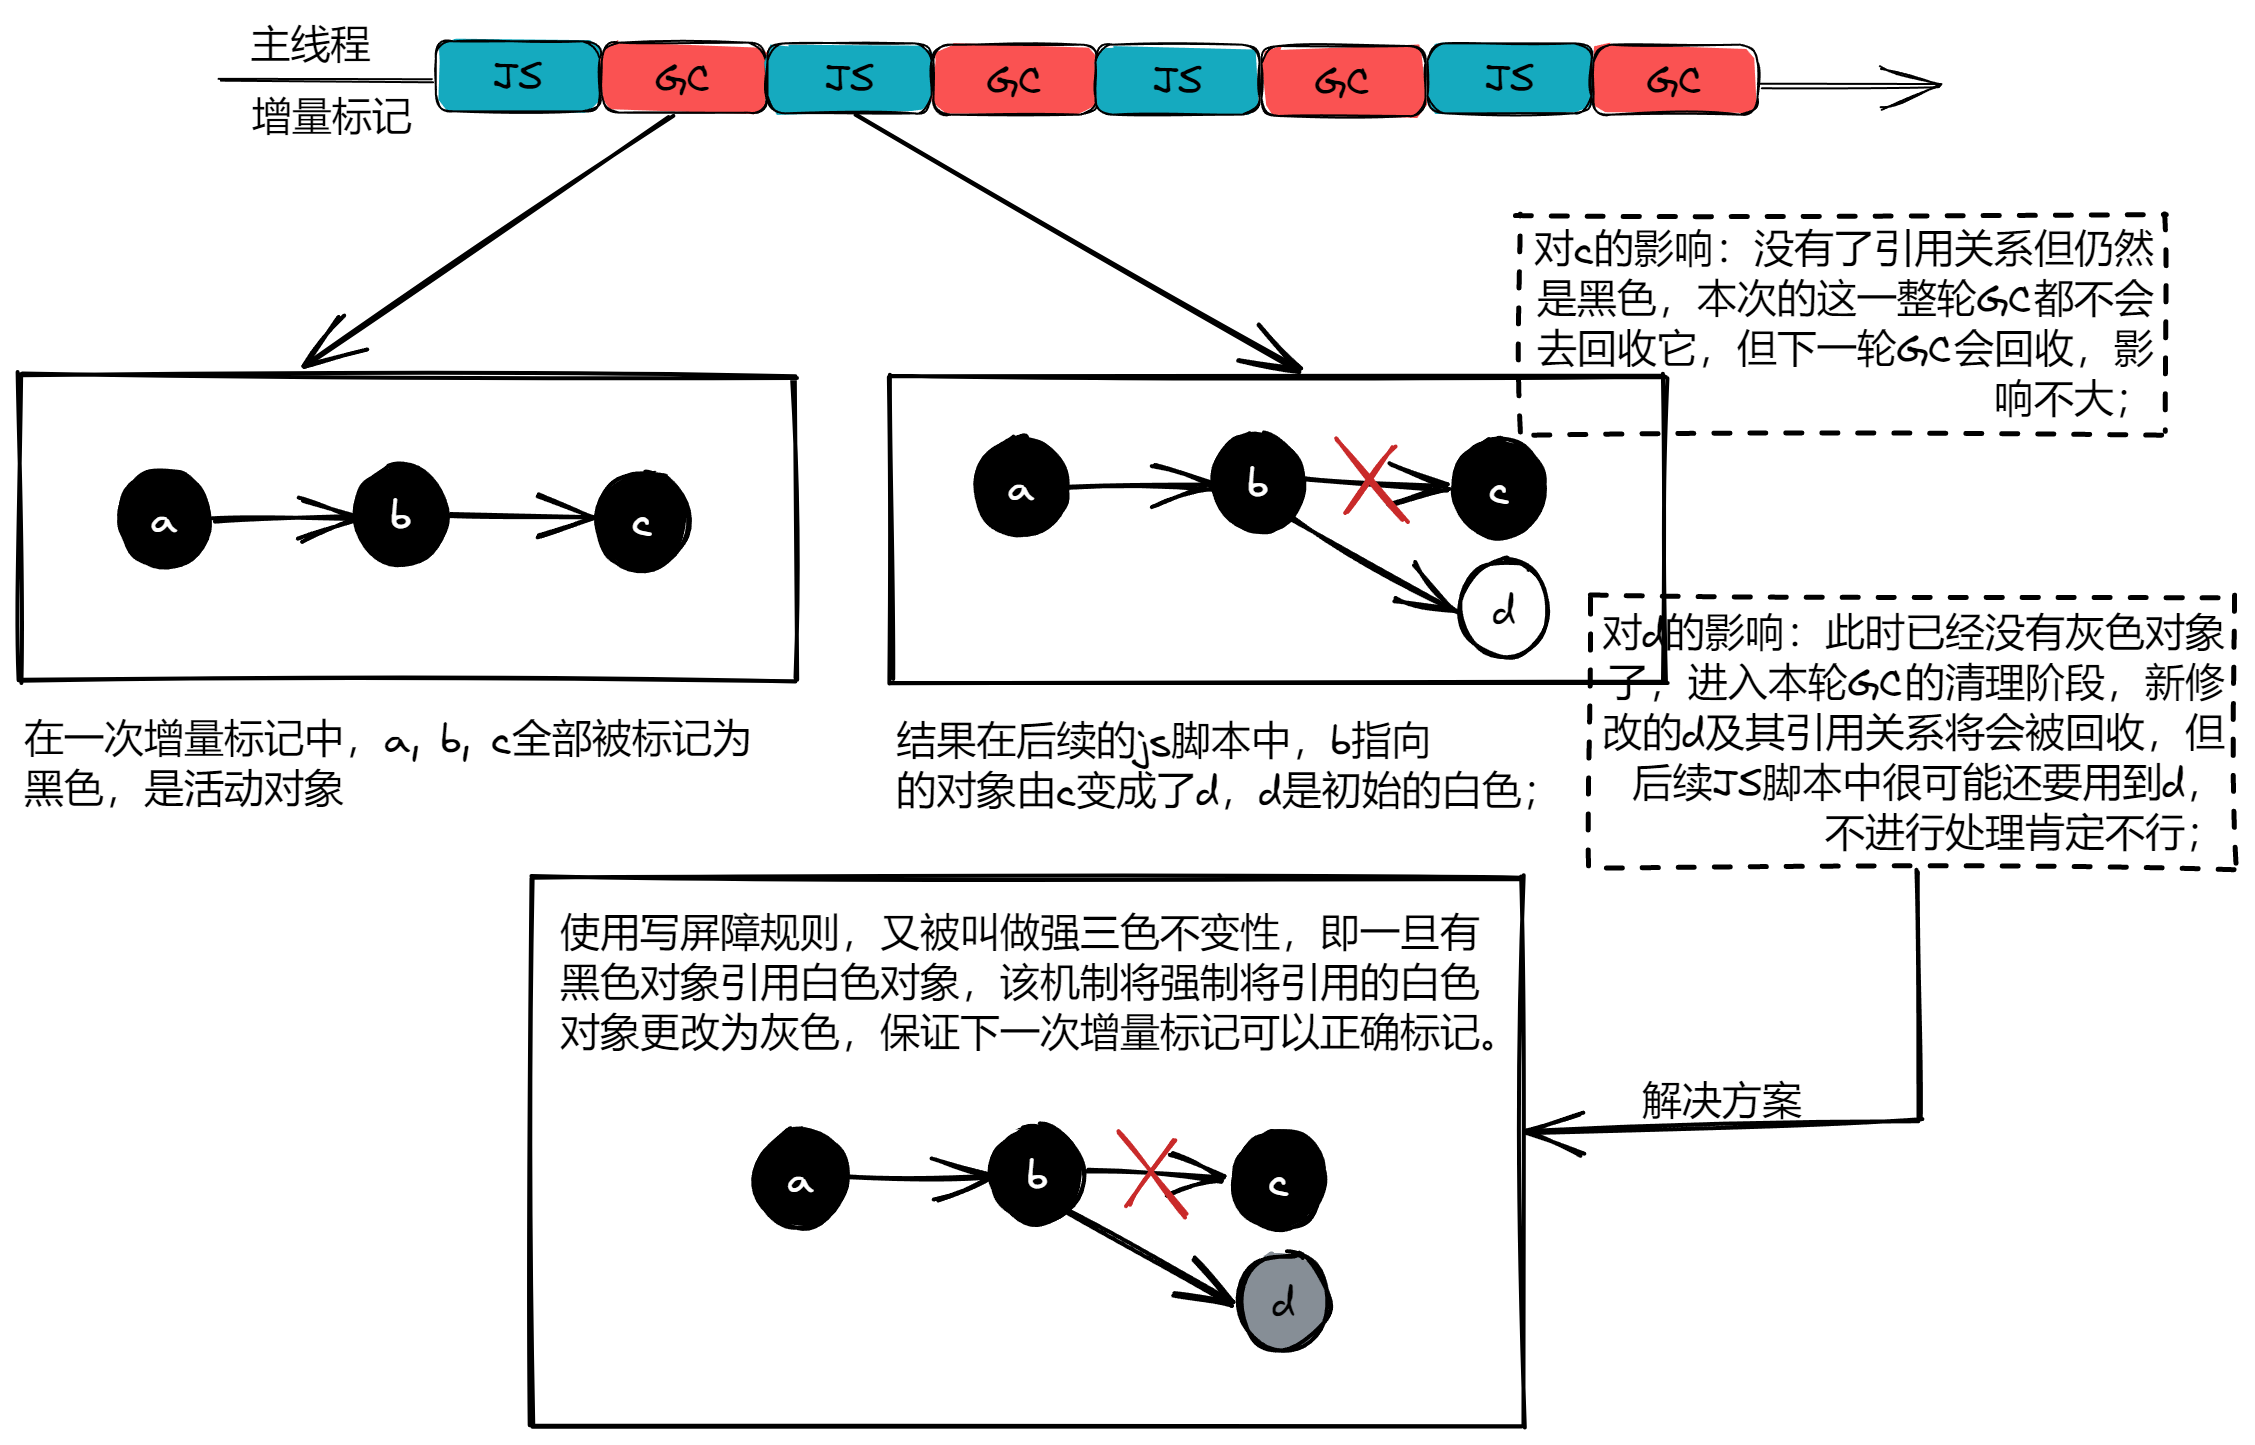 主线程
增量标记
JS GC JS GC JS GC JS GC
对c的影响：没有了引用关系但仍然
是黑色，本次的这一整轮GC都不会
去回收它，但下一轮GC会回收，影
响不大；
a b c
a b c
d
在一次增量标记中，a, b, c全部被标记为
黑色，是活动对象
结果在后续的js脚本中，b指向
的对象由c变成了d，d是初始的白色；
对d的影响：此时已经没有灰色对象
了，进入本轮GC的清理阶段，新修
改的d及其引用关系将会被回收，但
后续JS脚本中很可能还要用到d，
不进行处理肯定不行；
使用写屏障规则，又被叫做强三色不变性，即一旦有
黑色对象引用白色对象，该机制将强制将引用的白色
对象更改为灰色，保证下一次增量标记可以正确标记。
解决方案
a b c
d